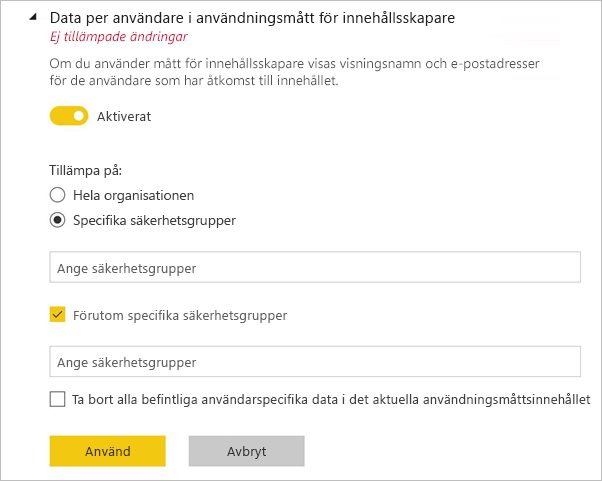 Data per användare i användningsmått för innehållsskapare
Ej tillämpade ändringar
Om du använder mått för innehållsskapare visas visningsnamn och e-postadresser
för de användare som har åtkomst till innehållet.
Aktiverat
Tillämpa på:
Hela organisationen
Specifika säkerhetsgrupper
Ange säkerhetsgrupper
Förutom specifika säkerhetsgrupper
Ange säkerhetsgrupper
Ta bort alla befintliga användarspecifika data i det aktuella användningsmåttsinnehållet
Använd
Avbryt